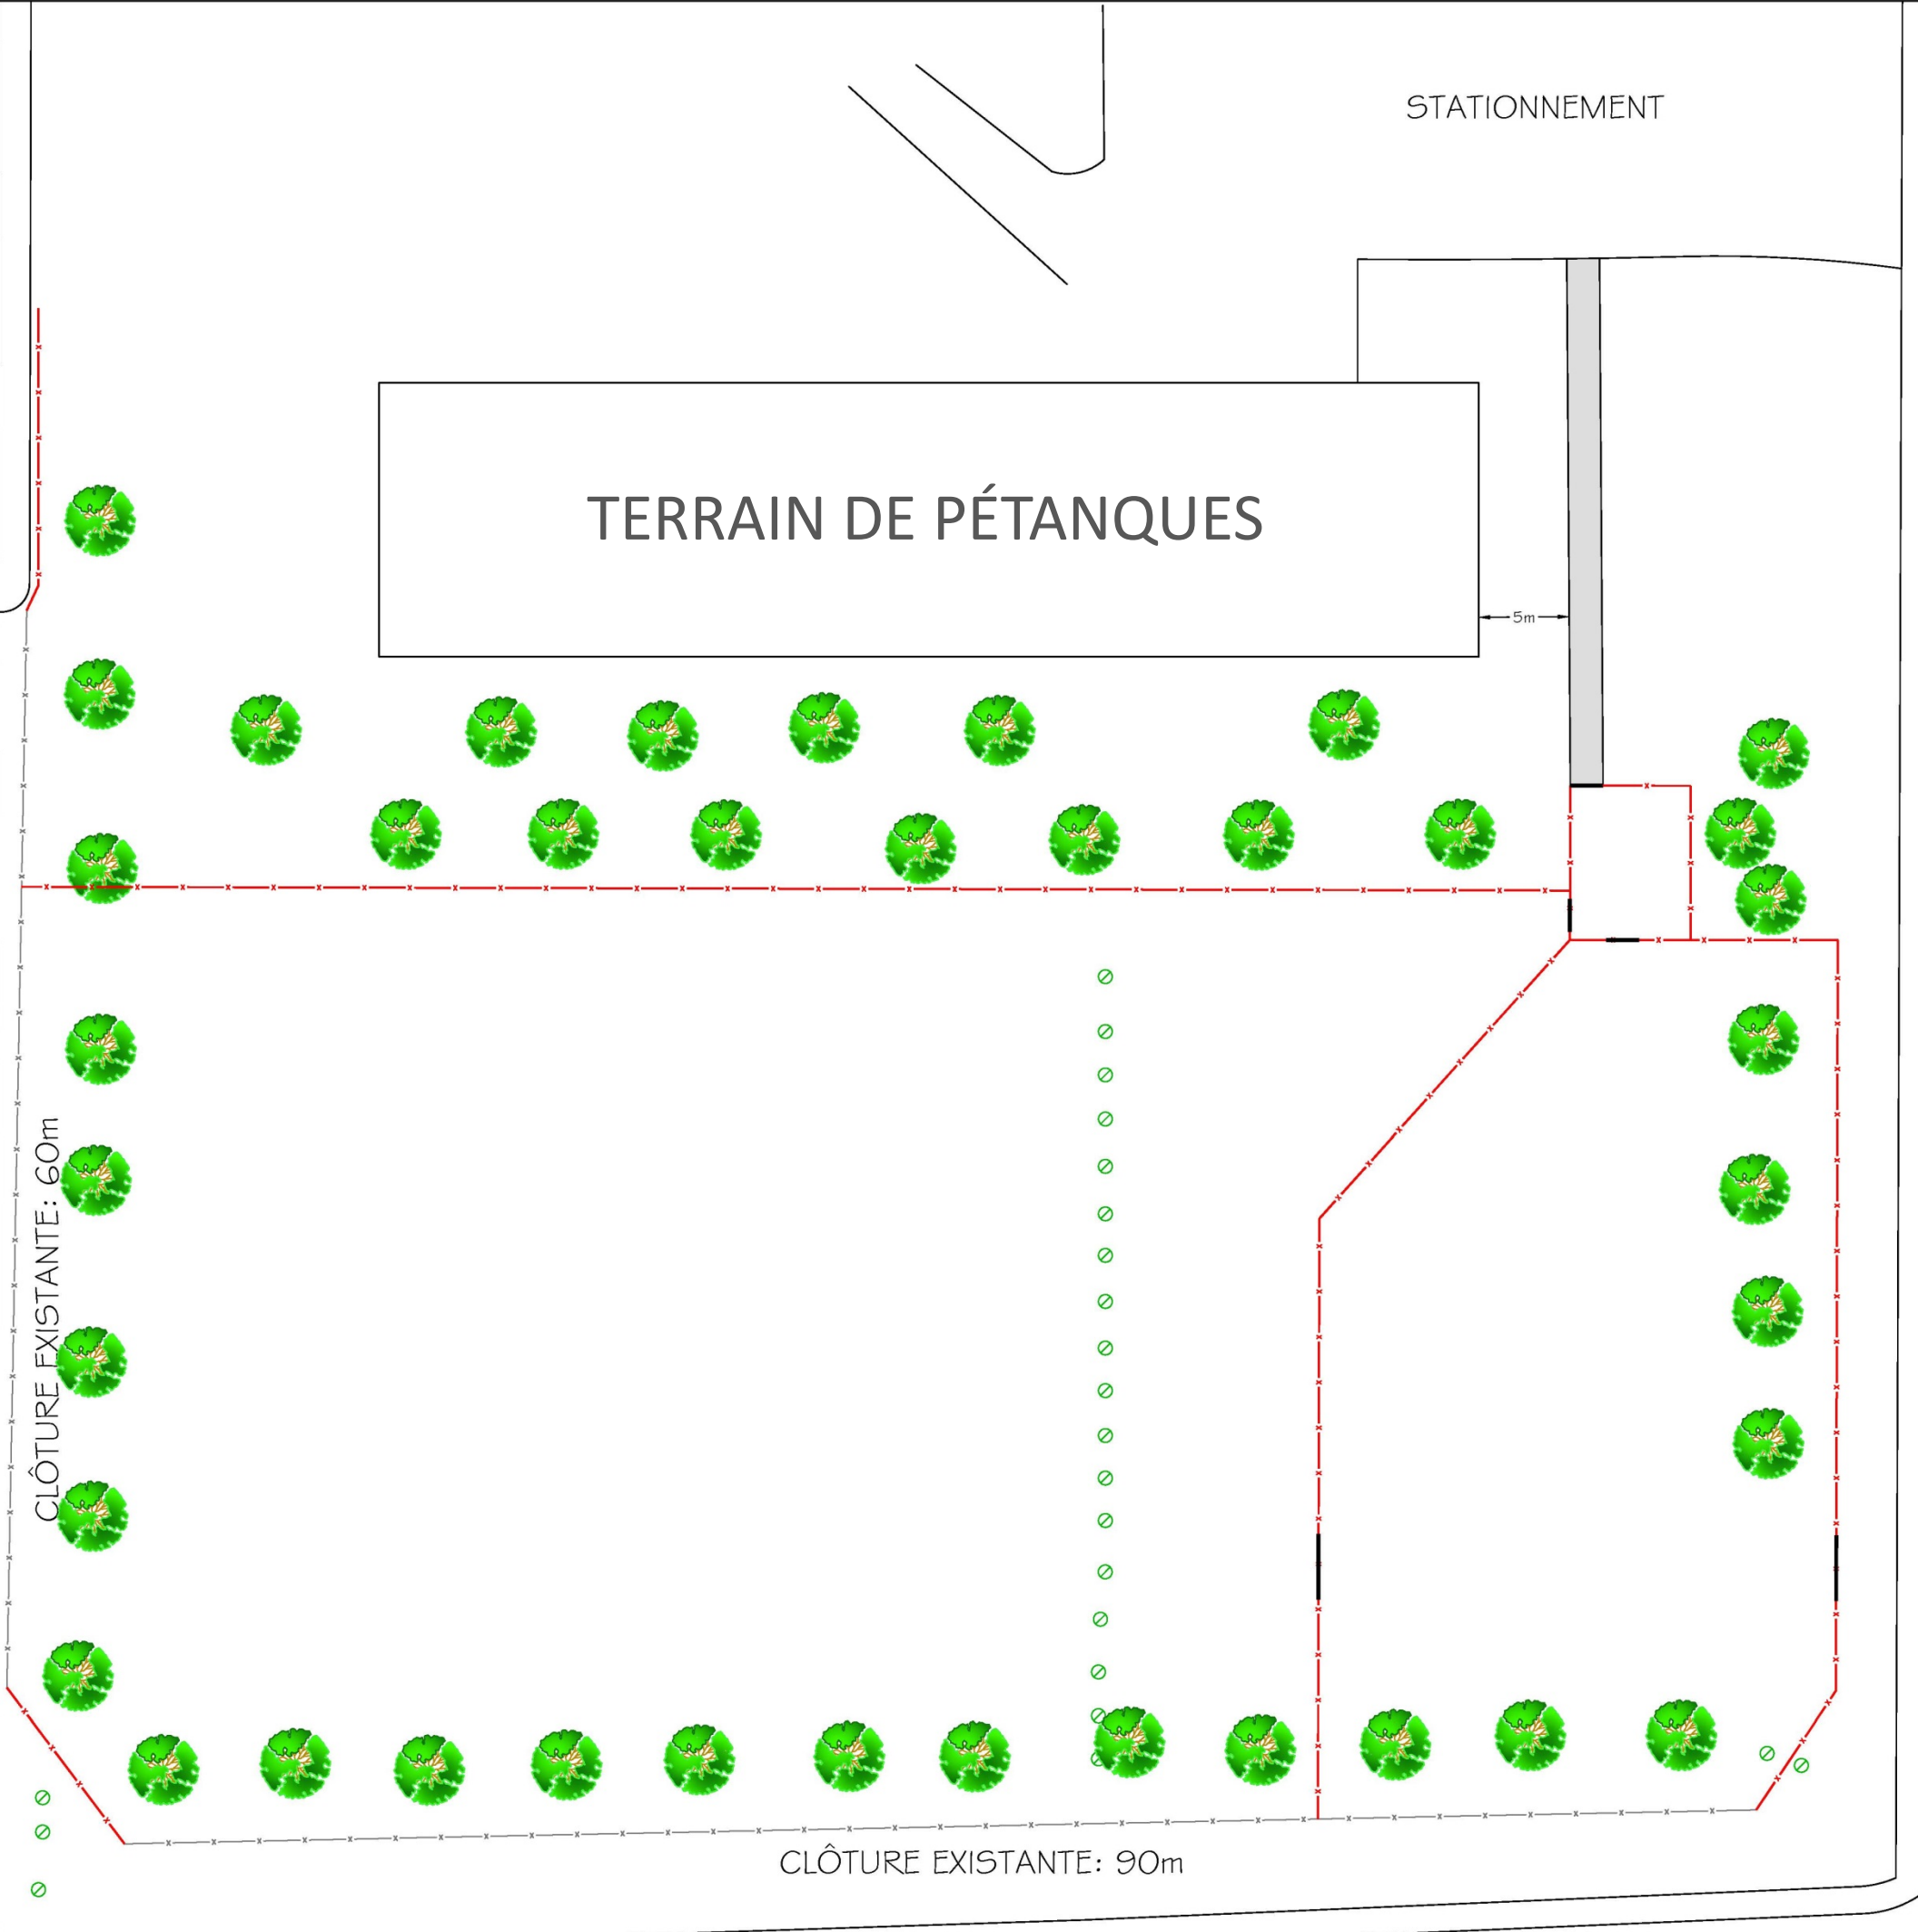 STATIONNEMENT
TERRAIN DE PÉTANQUES
5m
CLÔTURE EXISTANTE: 60m
CLÔTURE EXISTANTE: 90m